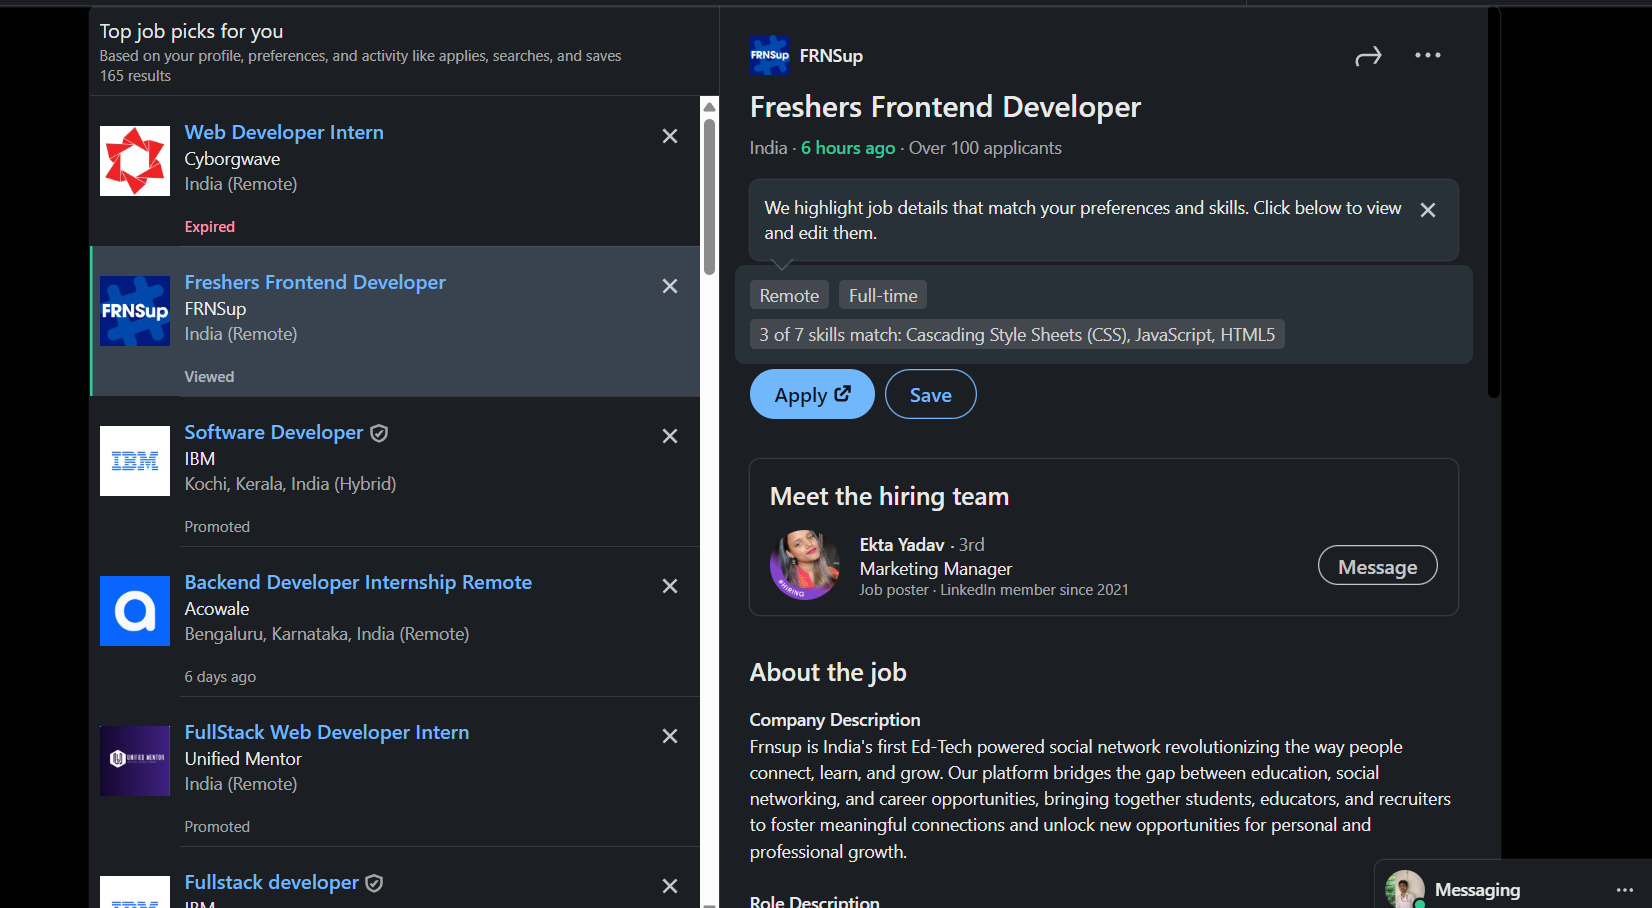 Top job picks for you
Based on your profile, preferences, and activity like applies, searches, and saves
165 results
Web Developer Intern
Cyborgwave
India (Remote)
Expired
FRNSup
Freshers Frontend Developer
FRNSup
India (Remote)
Viewed
IBM
Software Developer
IBM
Kochi, Kerala, India (Hybrid)
Promoted
a
Backend Developer Internship Remote
Acowale
Bengaluru, Karnataka, India (Remote)
6 days ago
UNIFIED MENTOR
FullStack Web Developer Intern
Unified Mentor
India (Remote)
Promoted
IBM
Fullstack developer
IBM
FRNSup
FRNSup
Freshers Frontend Developer
India · 6 hours ago · Over 100 applicants
We highlight job details that match your preferences and skills. Click below to view
and edit them.
Remote Full-time
3 of 7 skills match: Cascading Style Sheets (CSS), JavaScript, HTML5
Apply Save
Meet the hiring team
#HIRING
Ekta Yadav · 3rd
Marketing Manager
Job poster · LinkedIn member since 2021
Message
About the job
Company Description
Frnsup is India's first Ed-Tech powered social network revolutionizing the way people
connect, learn, and grow. Our platform bridges the gap between education, social
networking, and career opportunities, bringing together students, educators, and recruiters
to foster meaningful connections and unlock new opportunities for personal and
professional growth.
Role Description
Messaging